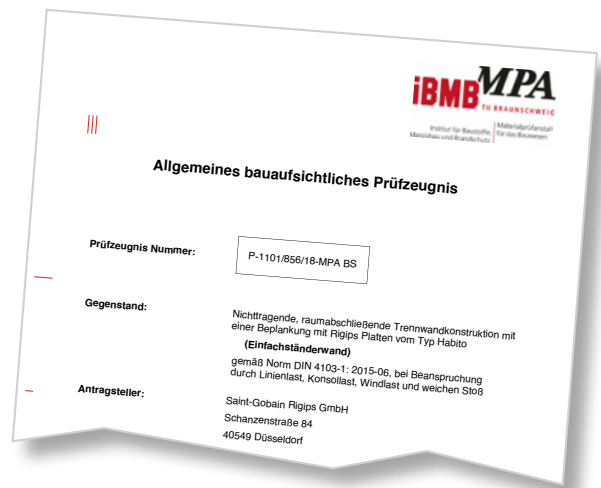 iBMB MPA
TU BRAUNSCHWEIG
Institut für Baustoffe, Materialprüfanstalt
Massivbau und Brandschutz für das Bauwesen
Allgemeines bauaufsichtliches Prüfzeugnis
Prüfzeugnis Nummer: P-1101/856/18-MPA BS
Gegenstand: Nichttragende, raumabschließende Trennwandkonstruktion mit
einer Beplankung mit Rigips Platten vom Typ Habito
(Einfachständerwand)
gemäß Norm DIN 4103-1: 2015-06, bei Beanspruchung
durch Linienlast, Konsollast, Windlast und weichen Stoß
Antragsteller: Saint-Gobain Rigips GmbH
Schanzenstraße 84
40549 Düsseldorf